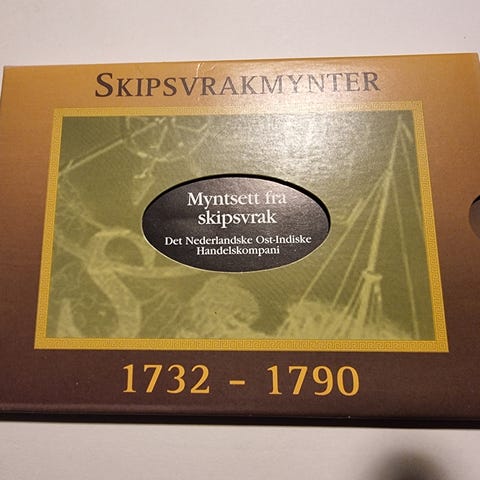 SKIPSVRAKMYNTER
Myntsett fra
skipsvrak
Det Nederlandske Ost-Indiske
Handelskompani
1732 - 1790